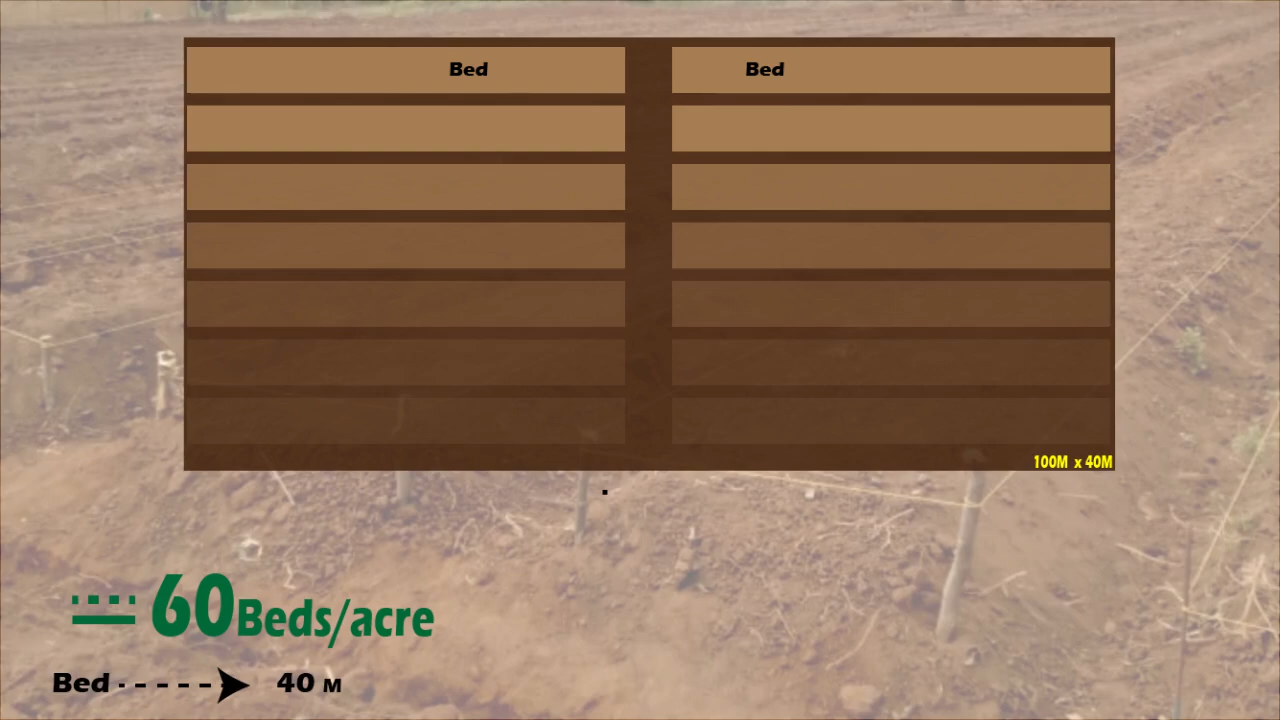 Bed Bed
100M x 40M
.
60Beds/acre
Bed - - - - - 40 M